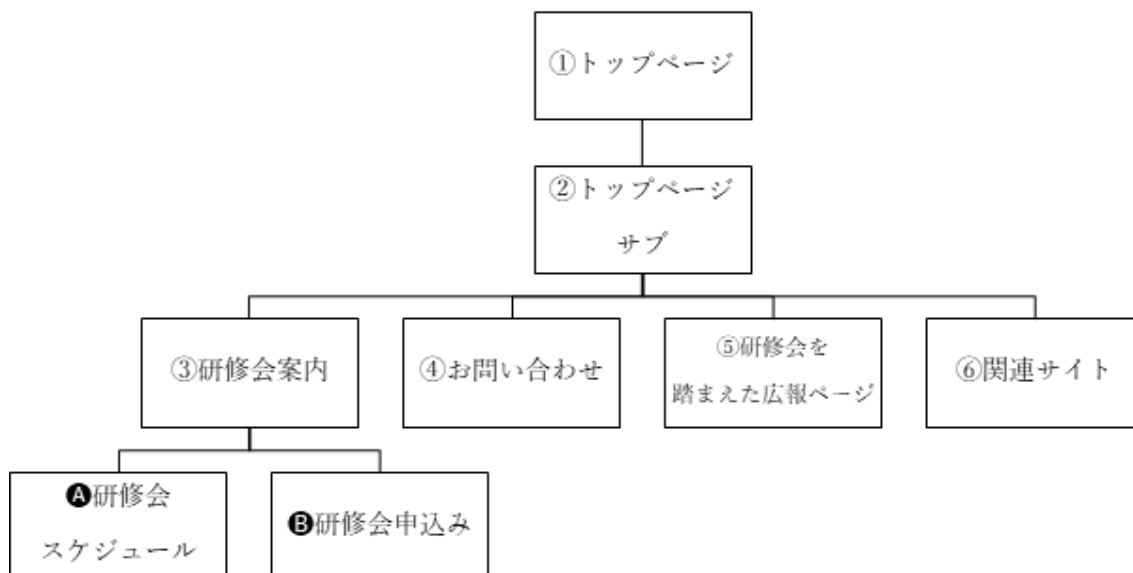 ①トップページ
②トップページ
サブ
③研修会案内
④お問い合わせ
⑤研修会を
踏まえた広報ページ
⑥関連サイト
🅐研修会
スケジュール
🅑研修会申込み